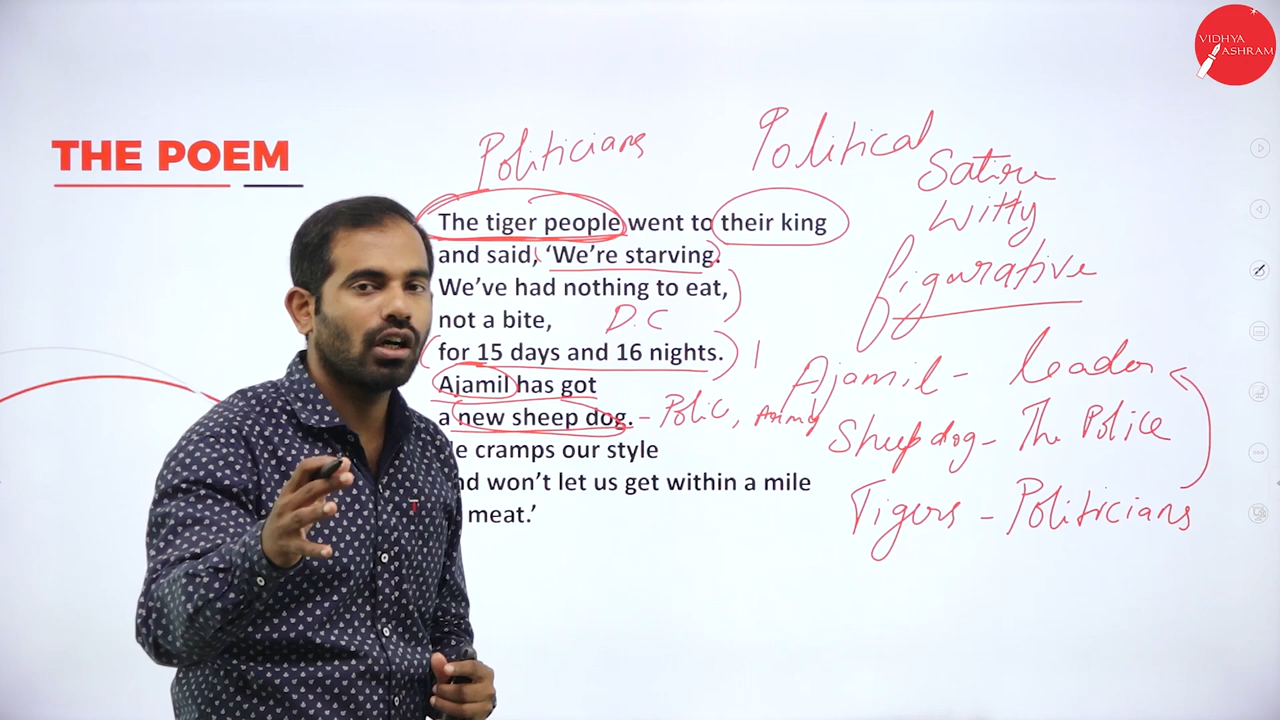 VIDHYA
ASHRAM
THE POEM
Politicians
Political
Satire
Witty
figurative
The tiger people went to their king
and said, ‘We’re starving.
We’ve had nothing to eat,
not a bite,
D.C
for 15 days and 16 nights.
Ajamil has got
a new sheep dog.
- Polic, Army
cramps our style
won’t let us get within a mile
meat.’
Ajamil - leader
Sheepdog - The Police
Tigers - Politicians